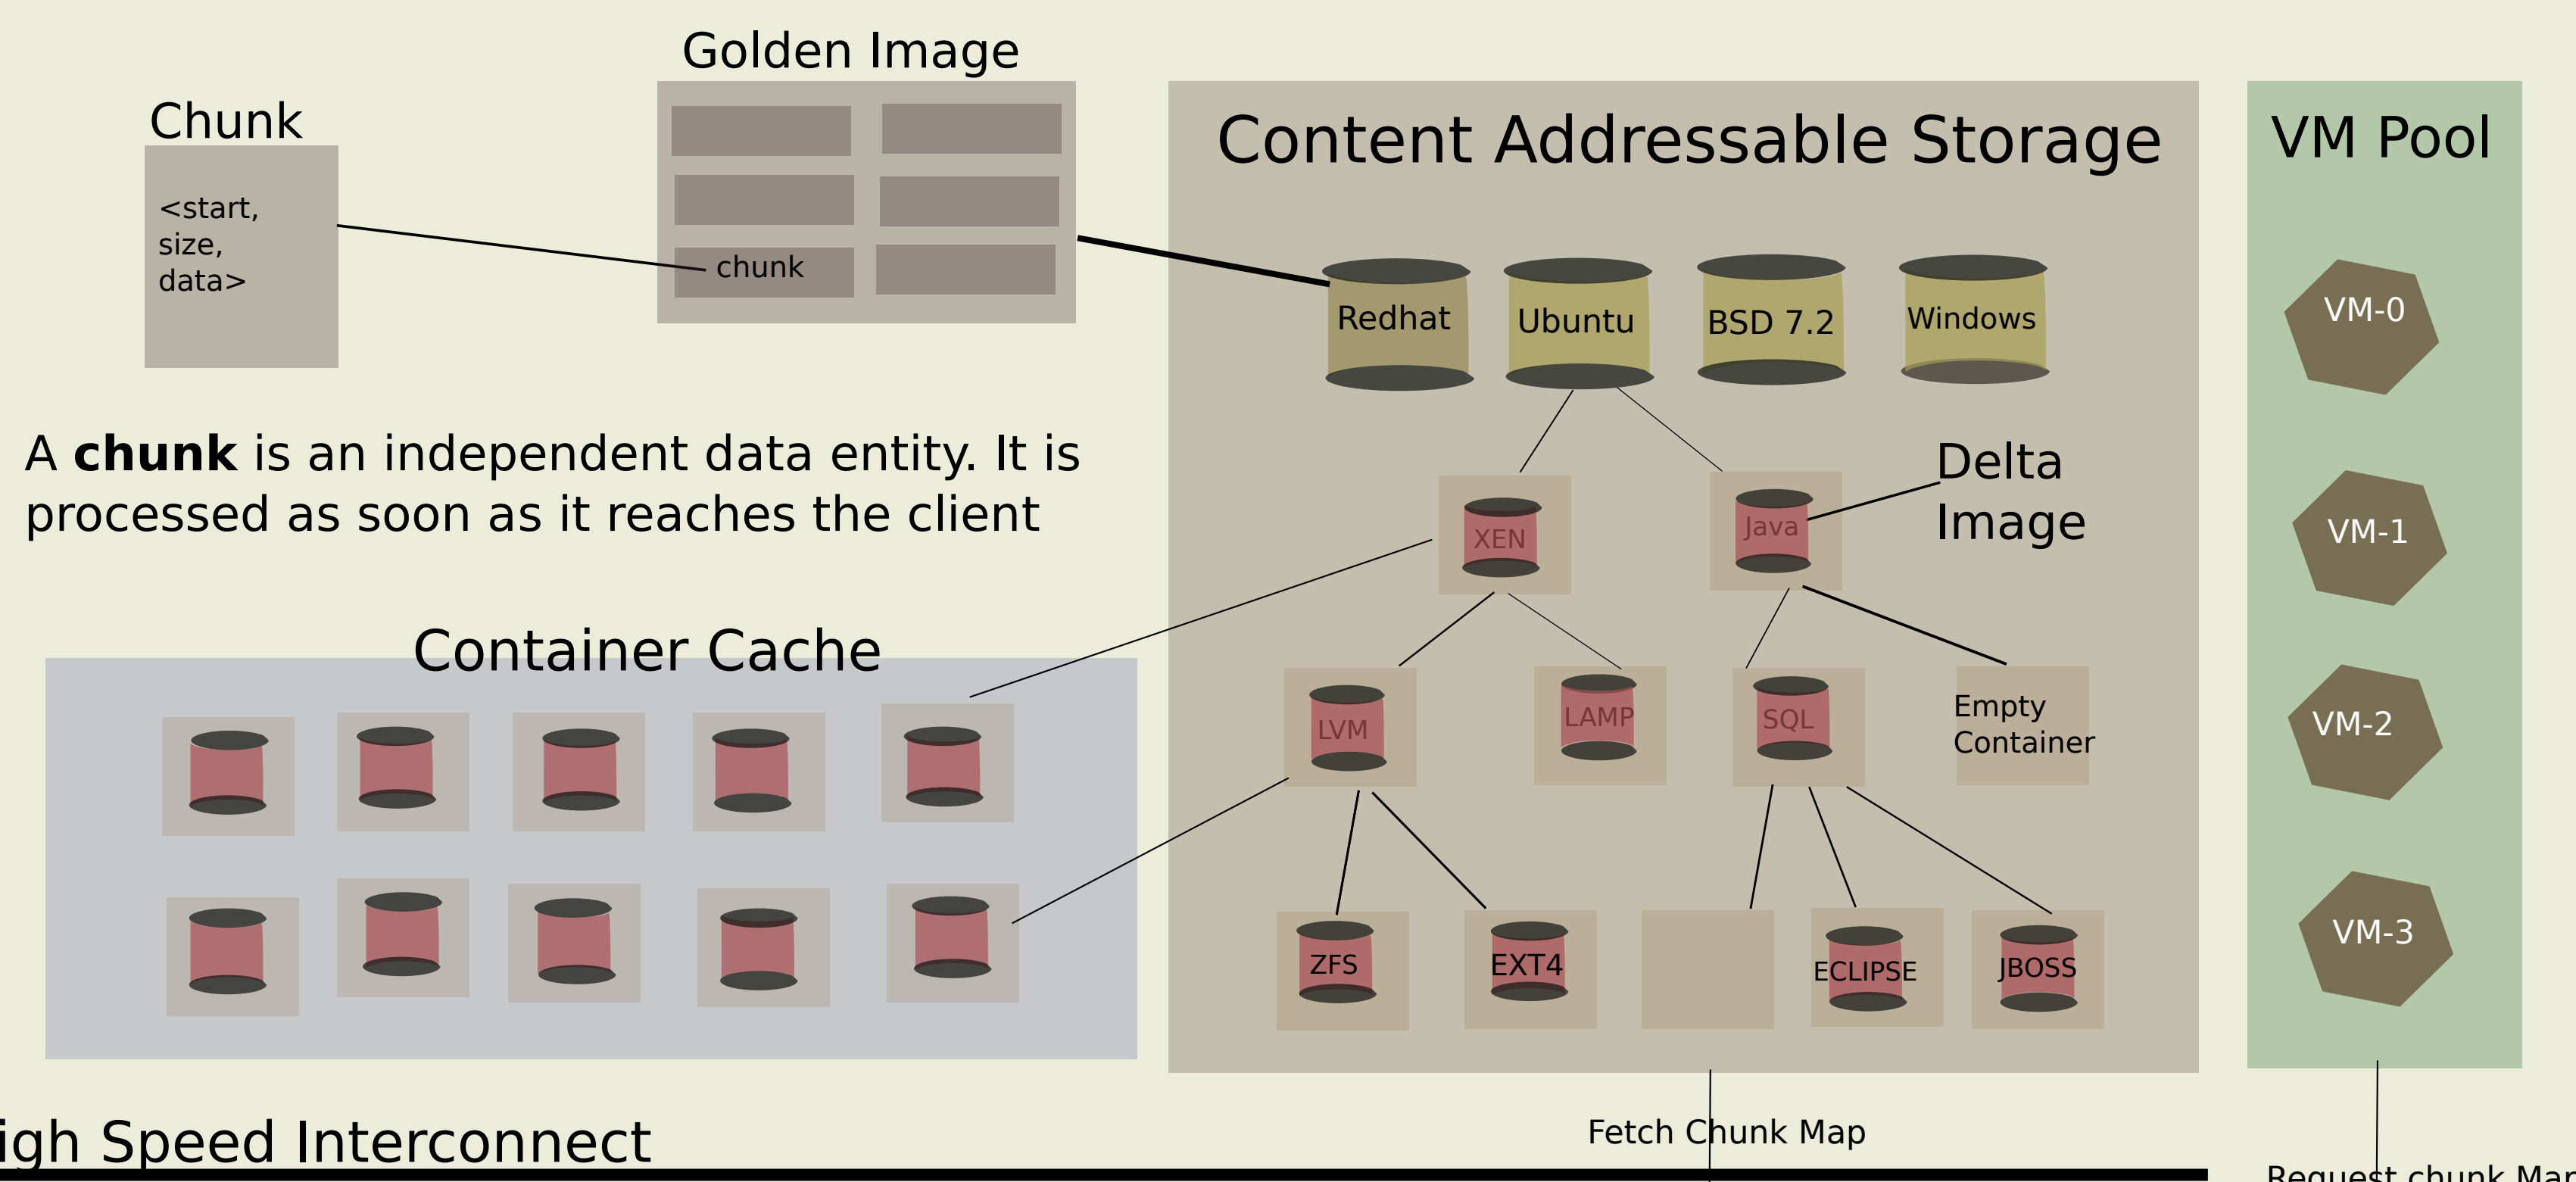 Golden Image
Chunk
<start,
size,
data>
chunk
A chunk is an independent data entity. It is
processed as soon as it reaches the client
Container Cache
Content Addressable Storage
Redhat
Ubuntu
BSD 7.2
Windows
Delta
Image
XEN
Java
LVM
LAMP
SQL
Empty
Container
ZFS
EXT4
ECLIPSE
JBOSS
VM Pool
VM-0
VM-1
VM-2
VM-3
igh Speed Interconnect
Fetch Chunk Map
Request chunk Map